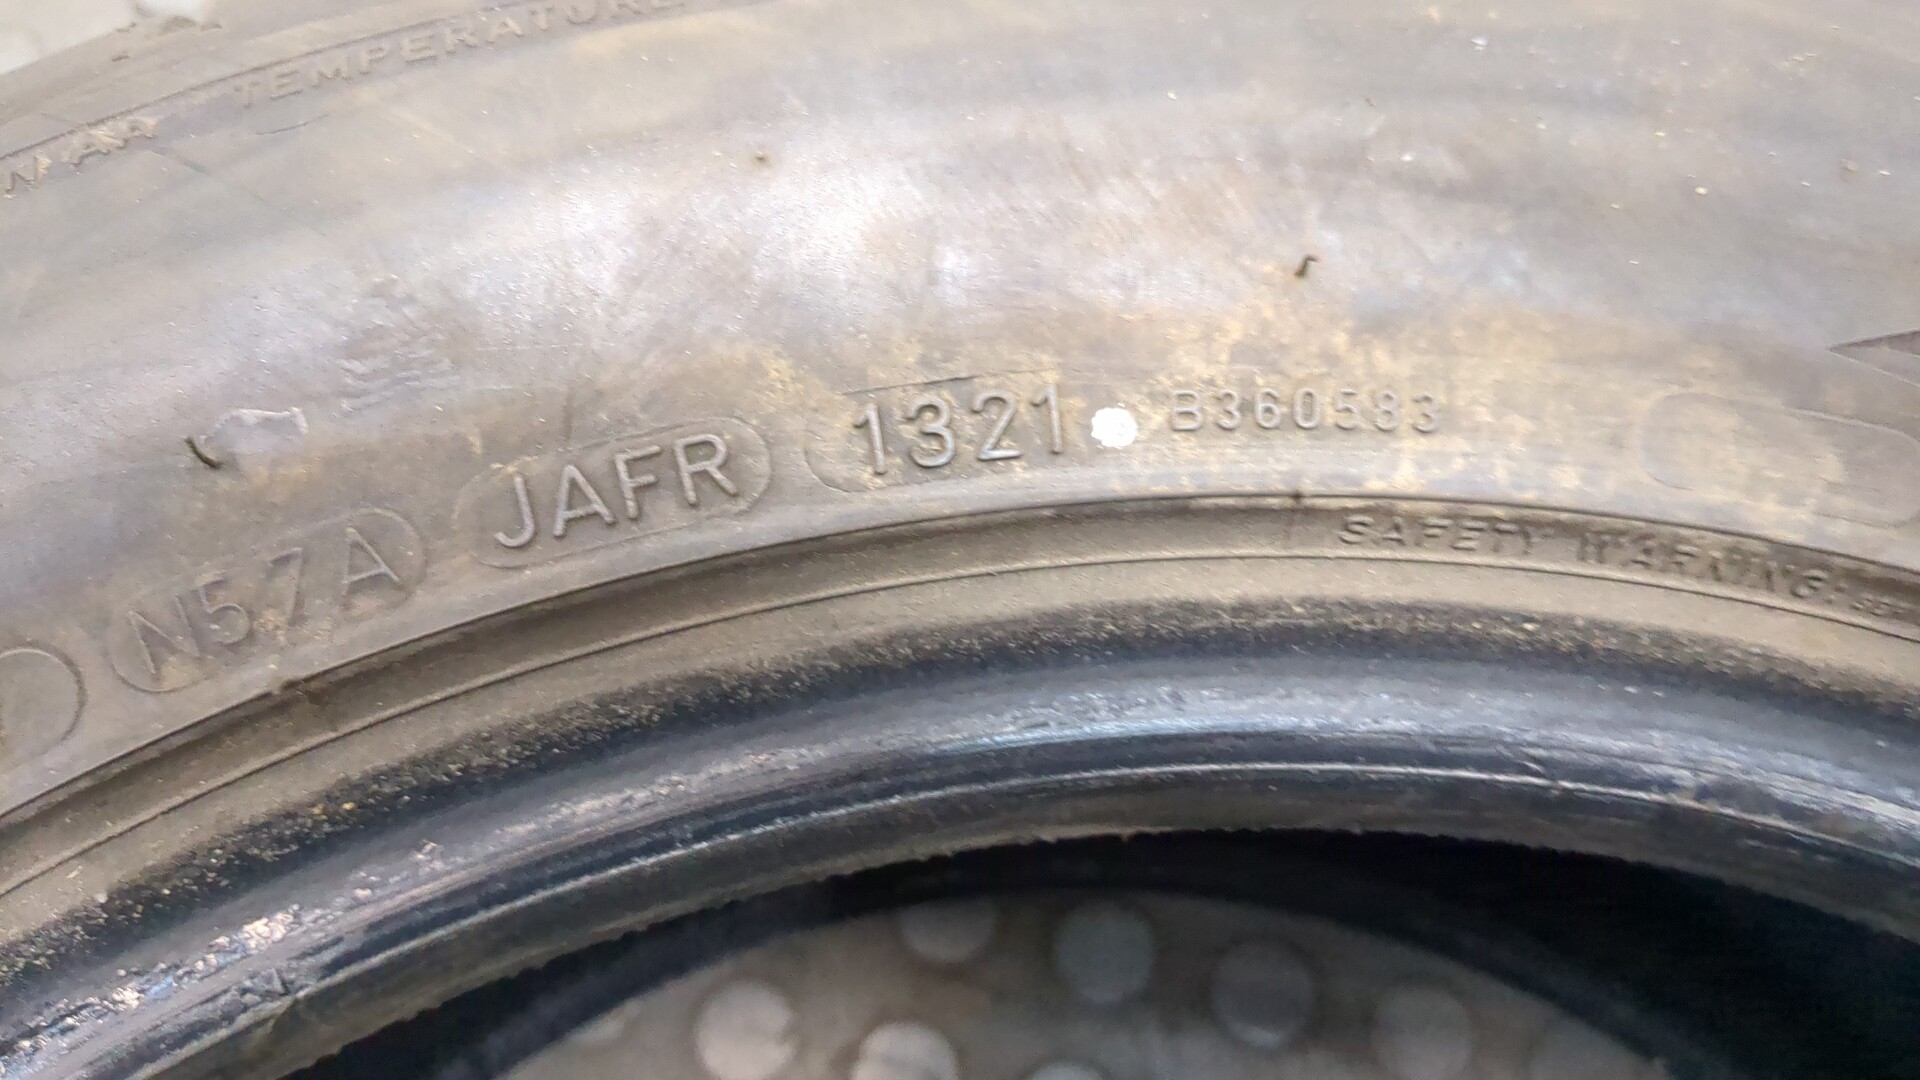 TEMPERATURE
N57A JAFR 1321 B360583
SAFETY WARNING: